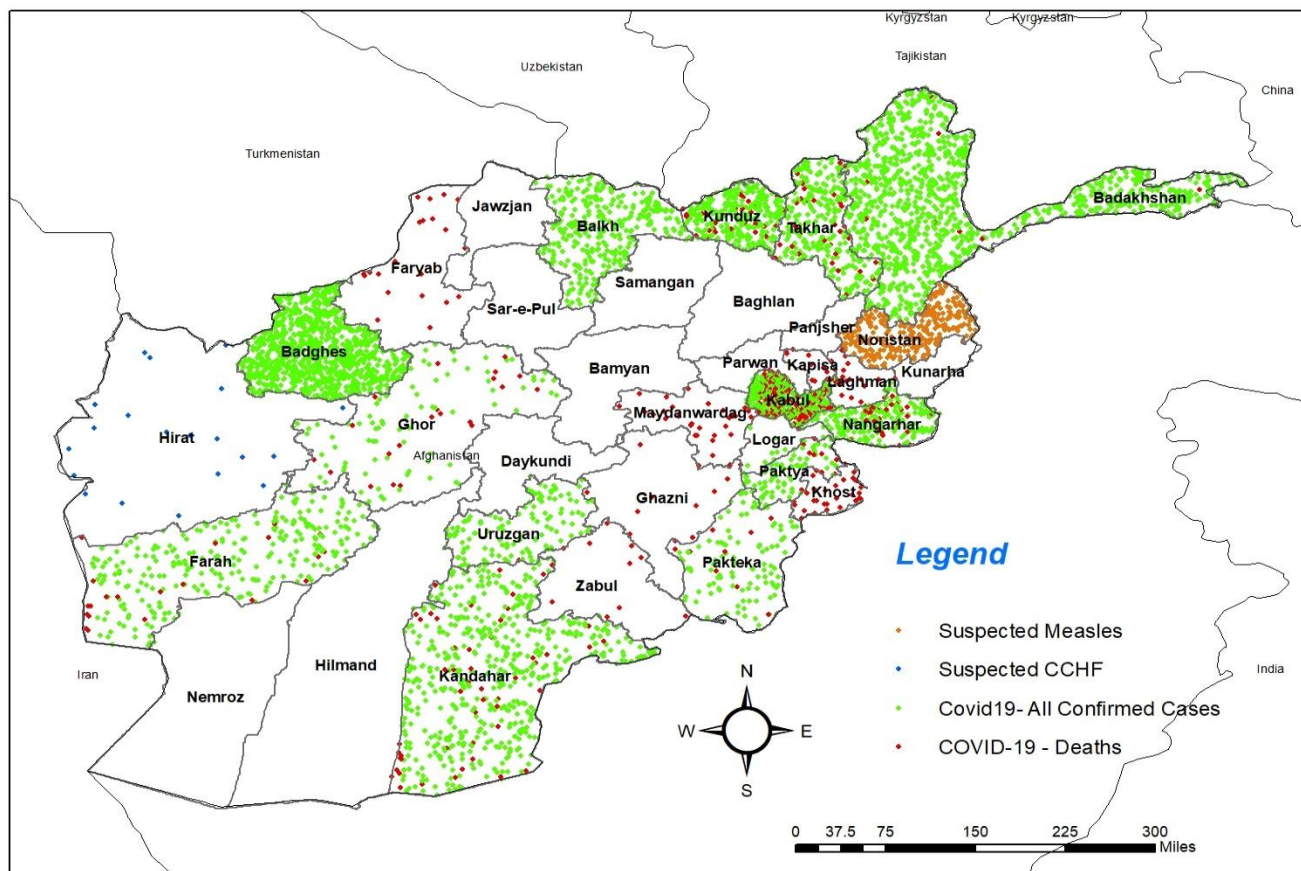 Kyrgyzstan
Kyrgyzstan
Tajikistan
Uzbekistan
China
Turkmenistan
Badakhshan
Jawzjan
Balkh
Kunduz
Takhar
Faryab
Samangan
Sar-e-Pul
Baghlan
Panjsher
Noristan
Badghes
Parwan
Kapisa
Kunarha
Bamyan
Laghman
Kabul
Maydanwardag
Ghor
Nangarhar
Hirat
Logar
Afghanistan
Daykundi
Paktya
Ghazni
Khost
Uruzgan
Farah
Pakteka
Zabul
Legend
Suspected Measles
Suspected CCHF
Covid19- All Confirmed Cases
COVID-19 - Deaths
Hilmand
Kandahar
Iran
Nemroz
India
N
W
E
S
0 37.5 75 150 225 300
Miles